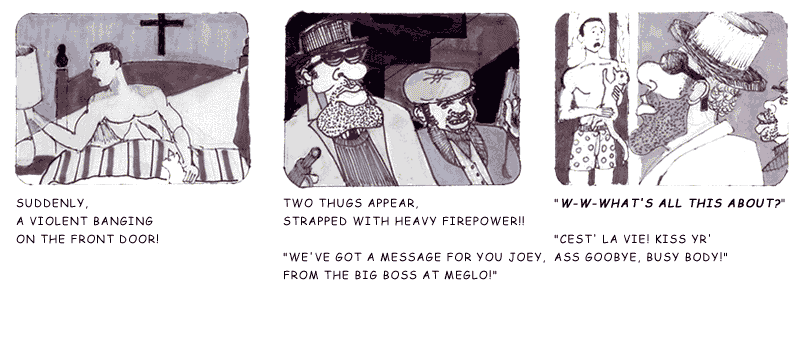 SUDDENLY,
A VIOLENT BANGING
ON THE FRONT DOOR!
TWO THUGS APPEAR,
STRAPPED WITH HEAVY FIREPOWER!!
"WE'VE GOT A MESSAGE FOR YOU JOEY,
FROM THE BIG BOSS AT MEGLO!"
"W-W-WHAT'S ALL THIS ABOUT?"
"CEST' LA VIE! KISS YR'
ASS GOOBYE, BUSY BODY!"